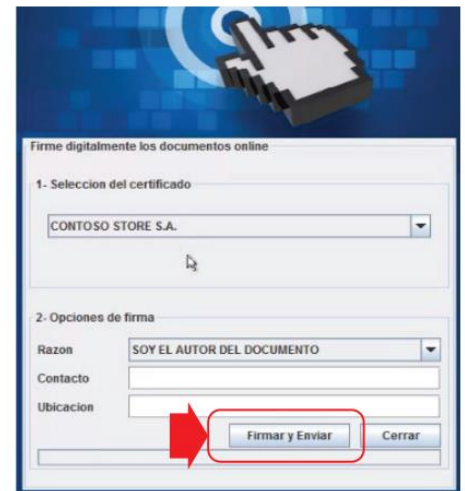 Firme digitalmente los documentos online
1- Seleccion del certificado
CONTOSO STORE S.A.
2- Opciones de firma
Razon SOY EL AUTOR DEL DOCUMENTO
Contacto
Ubicacion
Firmar y Enviar Cerrar